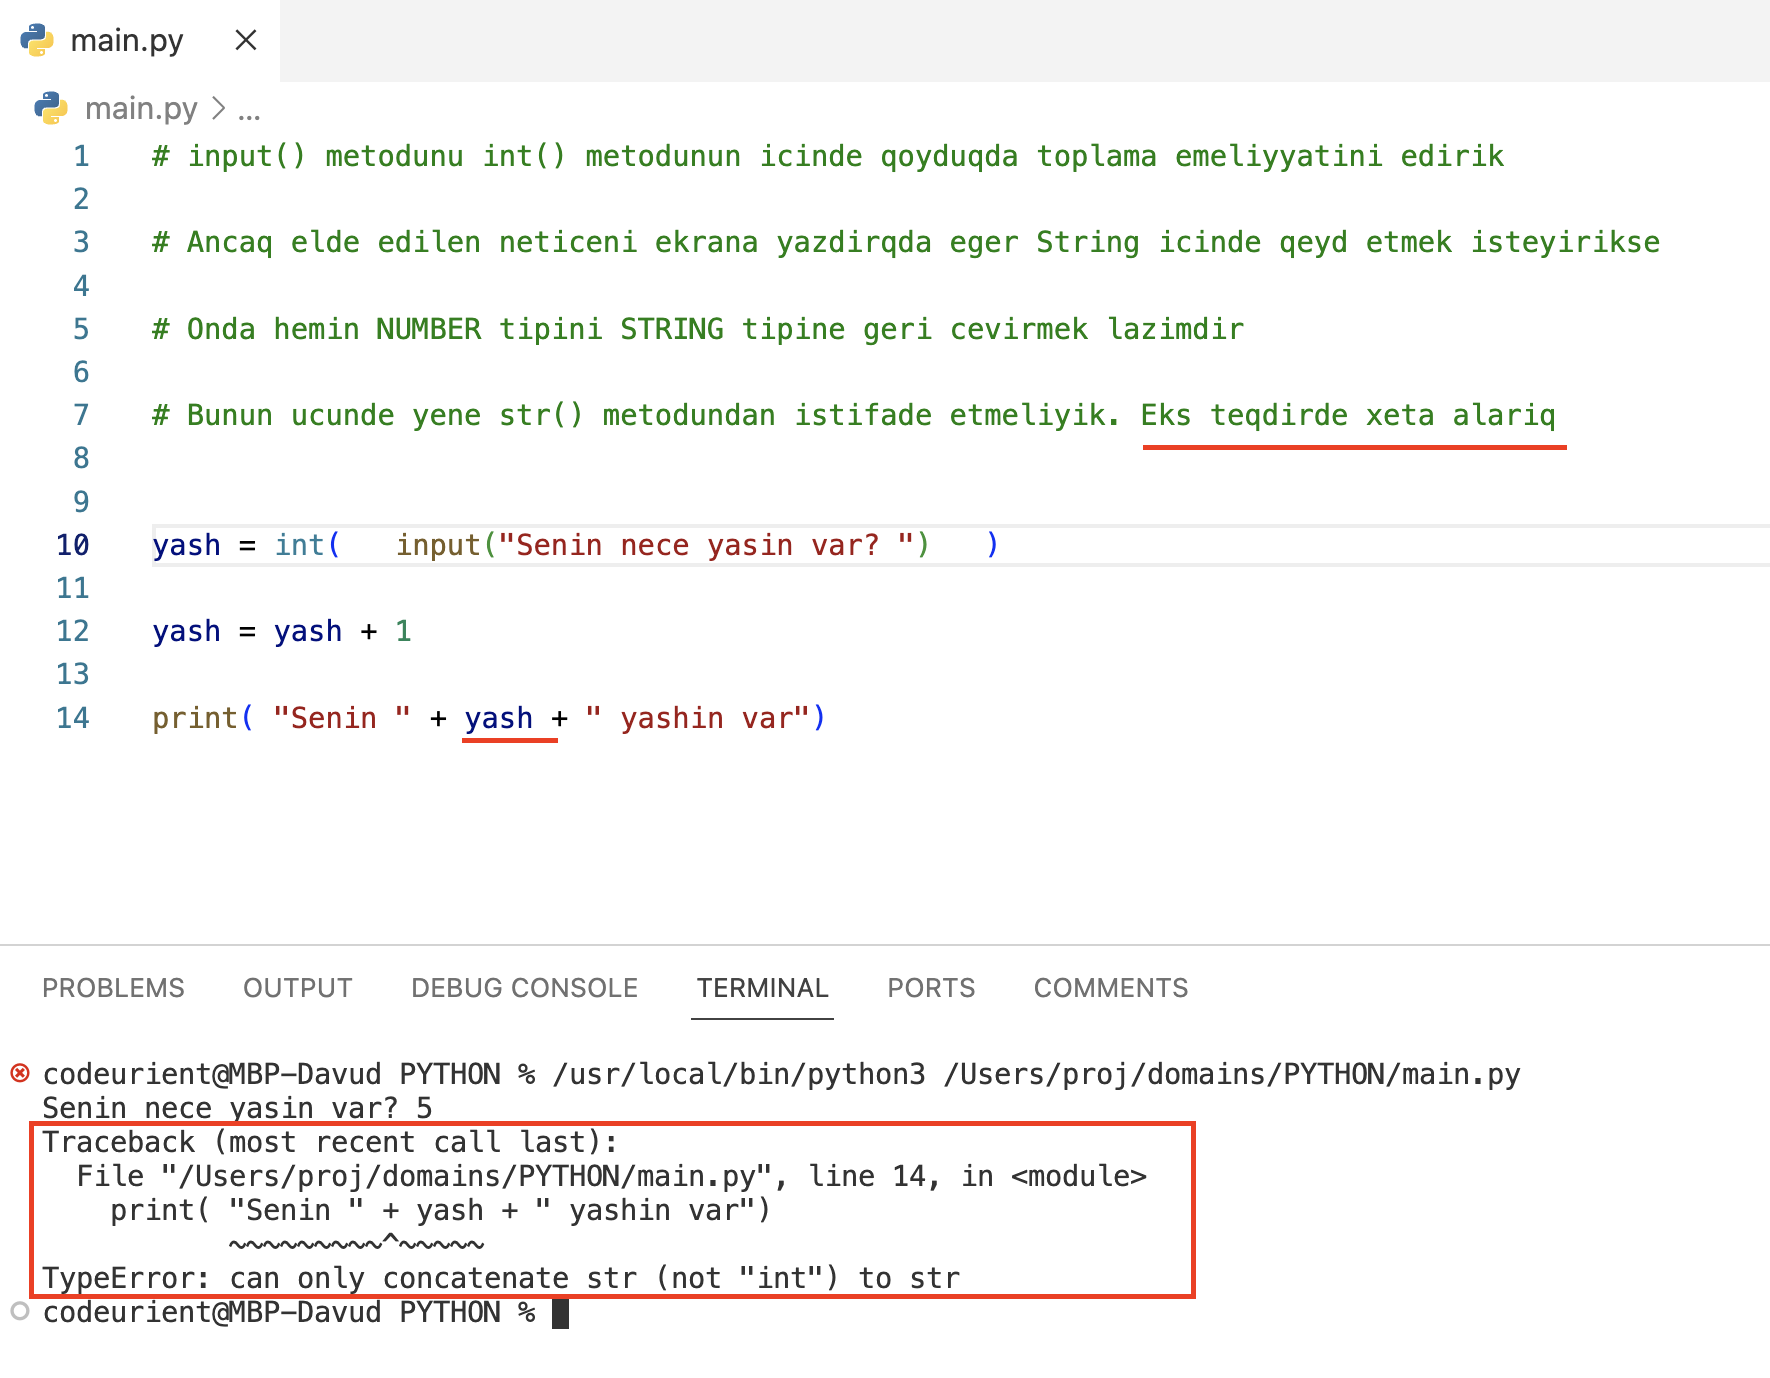 main.py
main.py > ...
1 # input() metodunu int() metodunun icinde qoyduqda toplama emeliyyatini edirik
2
3 # Ancaq elde edilen neticeni ekrana yazdirqda eger String icinde qeyd etmek isteyirikse
4
5 # Onda hemin NUMBER tipini STRING tipine geri cevirmek lazimdir
6
7 # Bunun ucunde yene str() metodundan istifade etmeliyik. Eks teqdirde xeta alariq
8
9
10 yash = int(   input("Senin nece yasin var? ")   )
11
12 yash = yash + 1
13
14 print( "Senin " + yash + " yashin var")
PROBLEMS OUTPUT DEBUG CONSOLE TERMINAL PORTS COMMENTS
codeurient@MBP-Davud PYTHON % /usr/local/bin/python3 /Users/proj/domains/PYTHON/main.py
Senin nece yasin var? 5
Traceback (most recent call last):
  File "/Users/proj/domains/PYTHON/main.py", line 14, in <module>
    print( "Senin " + yash + " yashin var")
           ~~~~~~~~~^~~~~~
TypeError: can only concatenate str (not "int") to str
codeurient@MBP-Davud PYTHON %